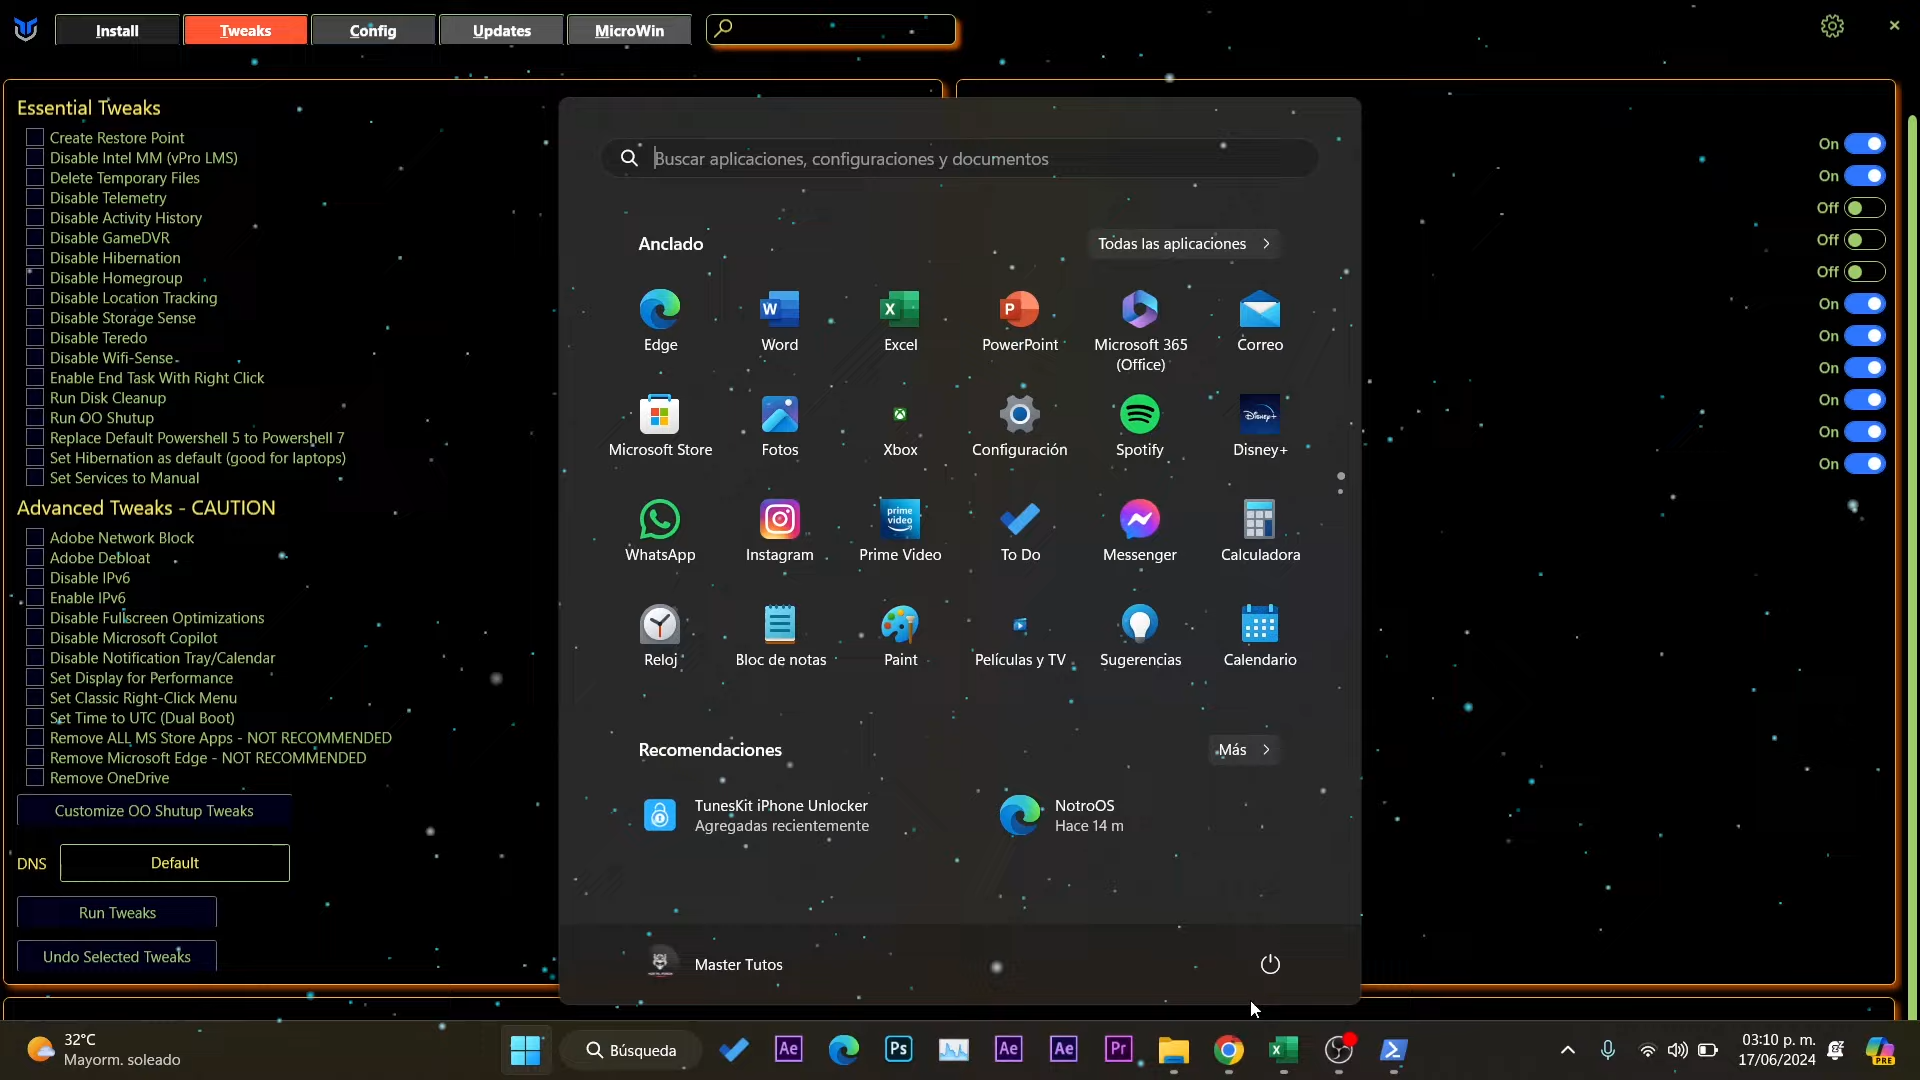 Install
Tweaks
Config
Updates
MicroWin
Essential Tweaks
Create Restore Point
Disable Intel MM (vPro LMS)
Delete Temporary Files
Disable Telemetry
Disable Activity History
Disable GameDVR
Disable Hibernation
Disable Homegroup
Disable Location Tracking
Disable Storage Sense
Disable Teredo
Disable Wifi-Sense
Enable End Task With Right Click
Run Disk Cleanup
Run OO Shutup
Replace Default Powershell 5 to Powershell 7
Set Hibernation as default (good for laptops)
Set Services to Manual
Advanced Tweaks - CAUTION
Adobe Network Block
Adobe Debloat
Disable IPv6
Enable IPv6
Disable Fullscreen Optimizations
Disable Microsoft Copilot
Disable Notification Tray/Calendar
Set Display for Performance
Set Classic Right-Click Menu
Set Time to UTC (Dual Boot)
Remove ALL MS Store Apps - NOT RECOMMENDED
Remove Microsoft Edge - NOT RECOMMENDED
Remove OneDrive
Customize OO Shutup Tweaks
DNS Default
Run Tweaks
Undo Selected Tweaks
Buscar aplicaciones, configuraciones y documentos
Anclado
Todas las aplicaciones
Edge
Word
Excel
PowerPoint
Microsoft 365
(Office)
Correo
Microsoft Store
Fotos
Xbox
Configuración
Spotify
Disney+
Disney+
WhatsApp
Instagram
prime
video
Prime Video
To Do
Messenger
Calculadora
Reloj
Bloc de notas
Paint
Películas y TV
Sugerencias
Calendario
Recomendaciones
Más
TunesKit iPhone Unlocker
Agregadas recientemente
NotroOS
Hace 14 m
Master Tutos
On
On
Off
Off
Off
On
On
On
On
On
On
32°C
Mayorm. soleado
Búsqueda
Ae
Ps
Ae
Ae
Pr
03:10 p. m.
17/06/2024
PRE